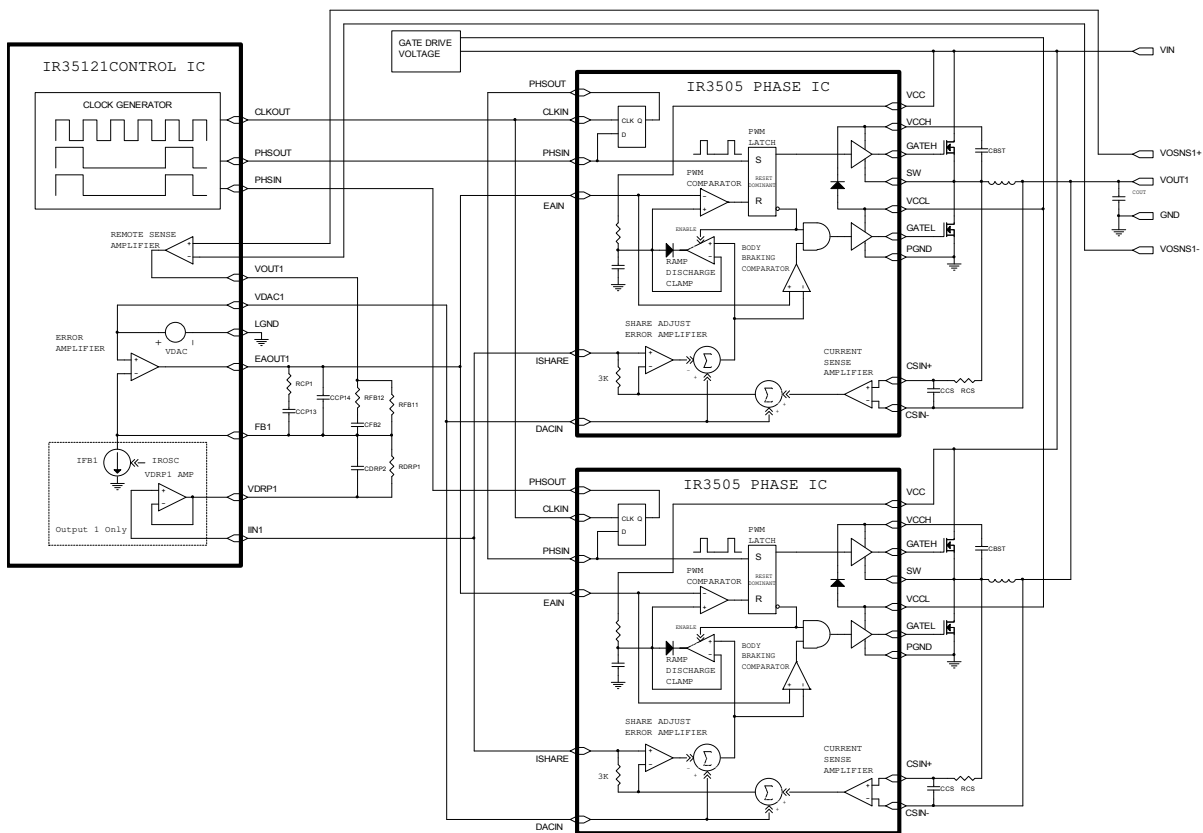 GATE DRIVE
VOLTAGE
VIN
IR35121CONTROL IC
CLOCK GENERATOR
CLKOUT
PHSOUT
PHSIN
REMOTE SENSE
AMPLIFIER
VOUT1
VDAC1
LGND
VDAC
ERROR
AMPLIFIER
EAOUT1
RCP1
CCP14
RFB12
RFB11
CCP13
CFB2
FB1
IFB1
IROSC
VDRP1 AMP
CDRP2
RDRP1
VDRP1
Output 1 Only
IIN1
IR3505 PHASE IC
PHSOUT
CLKIN
CLK Q
D
PHSIN
PWM
LATCH
S
RESET
DOMINANT
R
PWM
COMPARATOR
EAIN
ENABLE
BODY
BRAKING
COMPARATOR
RAMP
DISCHARGE
CLAMP
SHARE ADJUST
ERROR AMPLIFIER
ISHARE
3K
CURRENT
SENSE
AMPLIFIER
DACIN
VCC
VCCH
CBST
GATEH
SW
VCCL
GATEL
PGND
CSIN+
CCS RCS
CSIN-
VOSNS1+
VOUT1
COUT
GND
VOSNS1-
IR3505 PHASE IC
PHSOUT
CLKIN
CLK Q
D
PHSIN
PWM
LATCH
S
RESET
DOMINANT
R
PWM
COMPARATOR
EAIN
ENABLE
BODY
BRAKING
COMPARATOR
RAMP
DISCHARGE
CLAMP
SHARE ADJUST
ERROR AMPLIFIER
ISHARE
3K
CURRENT
SENSE
AMPLIFIER
DACIN
VCC
VCCH
CBST
GATEH
SW
VCCL
GATEL
PGND
CSIN+
CCS RCS
CSIN-